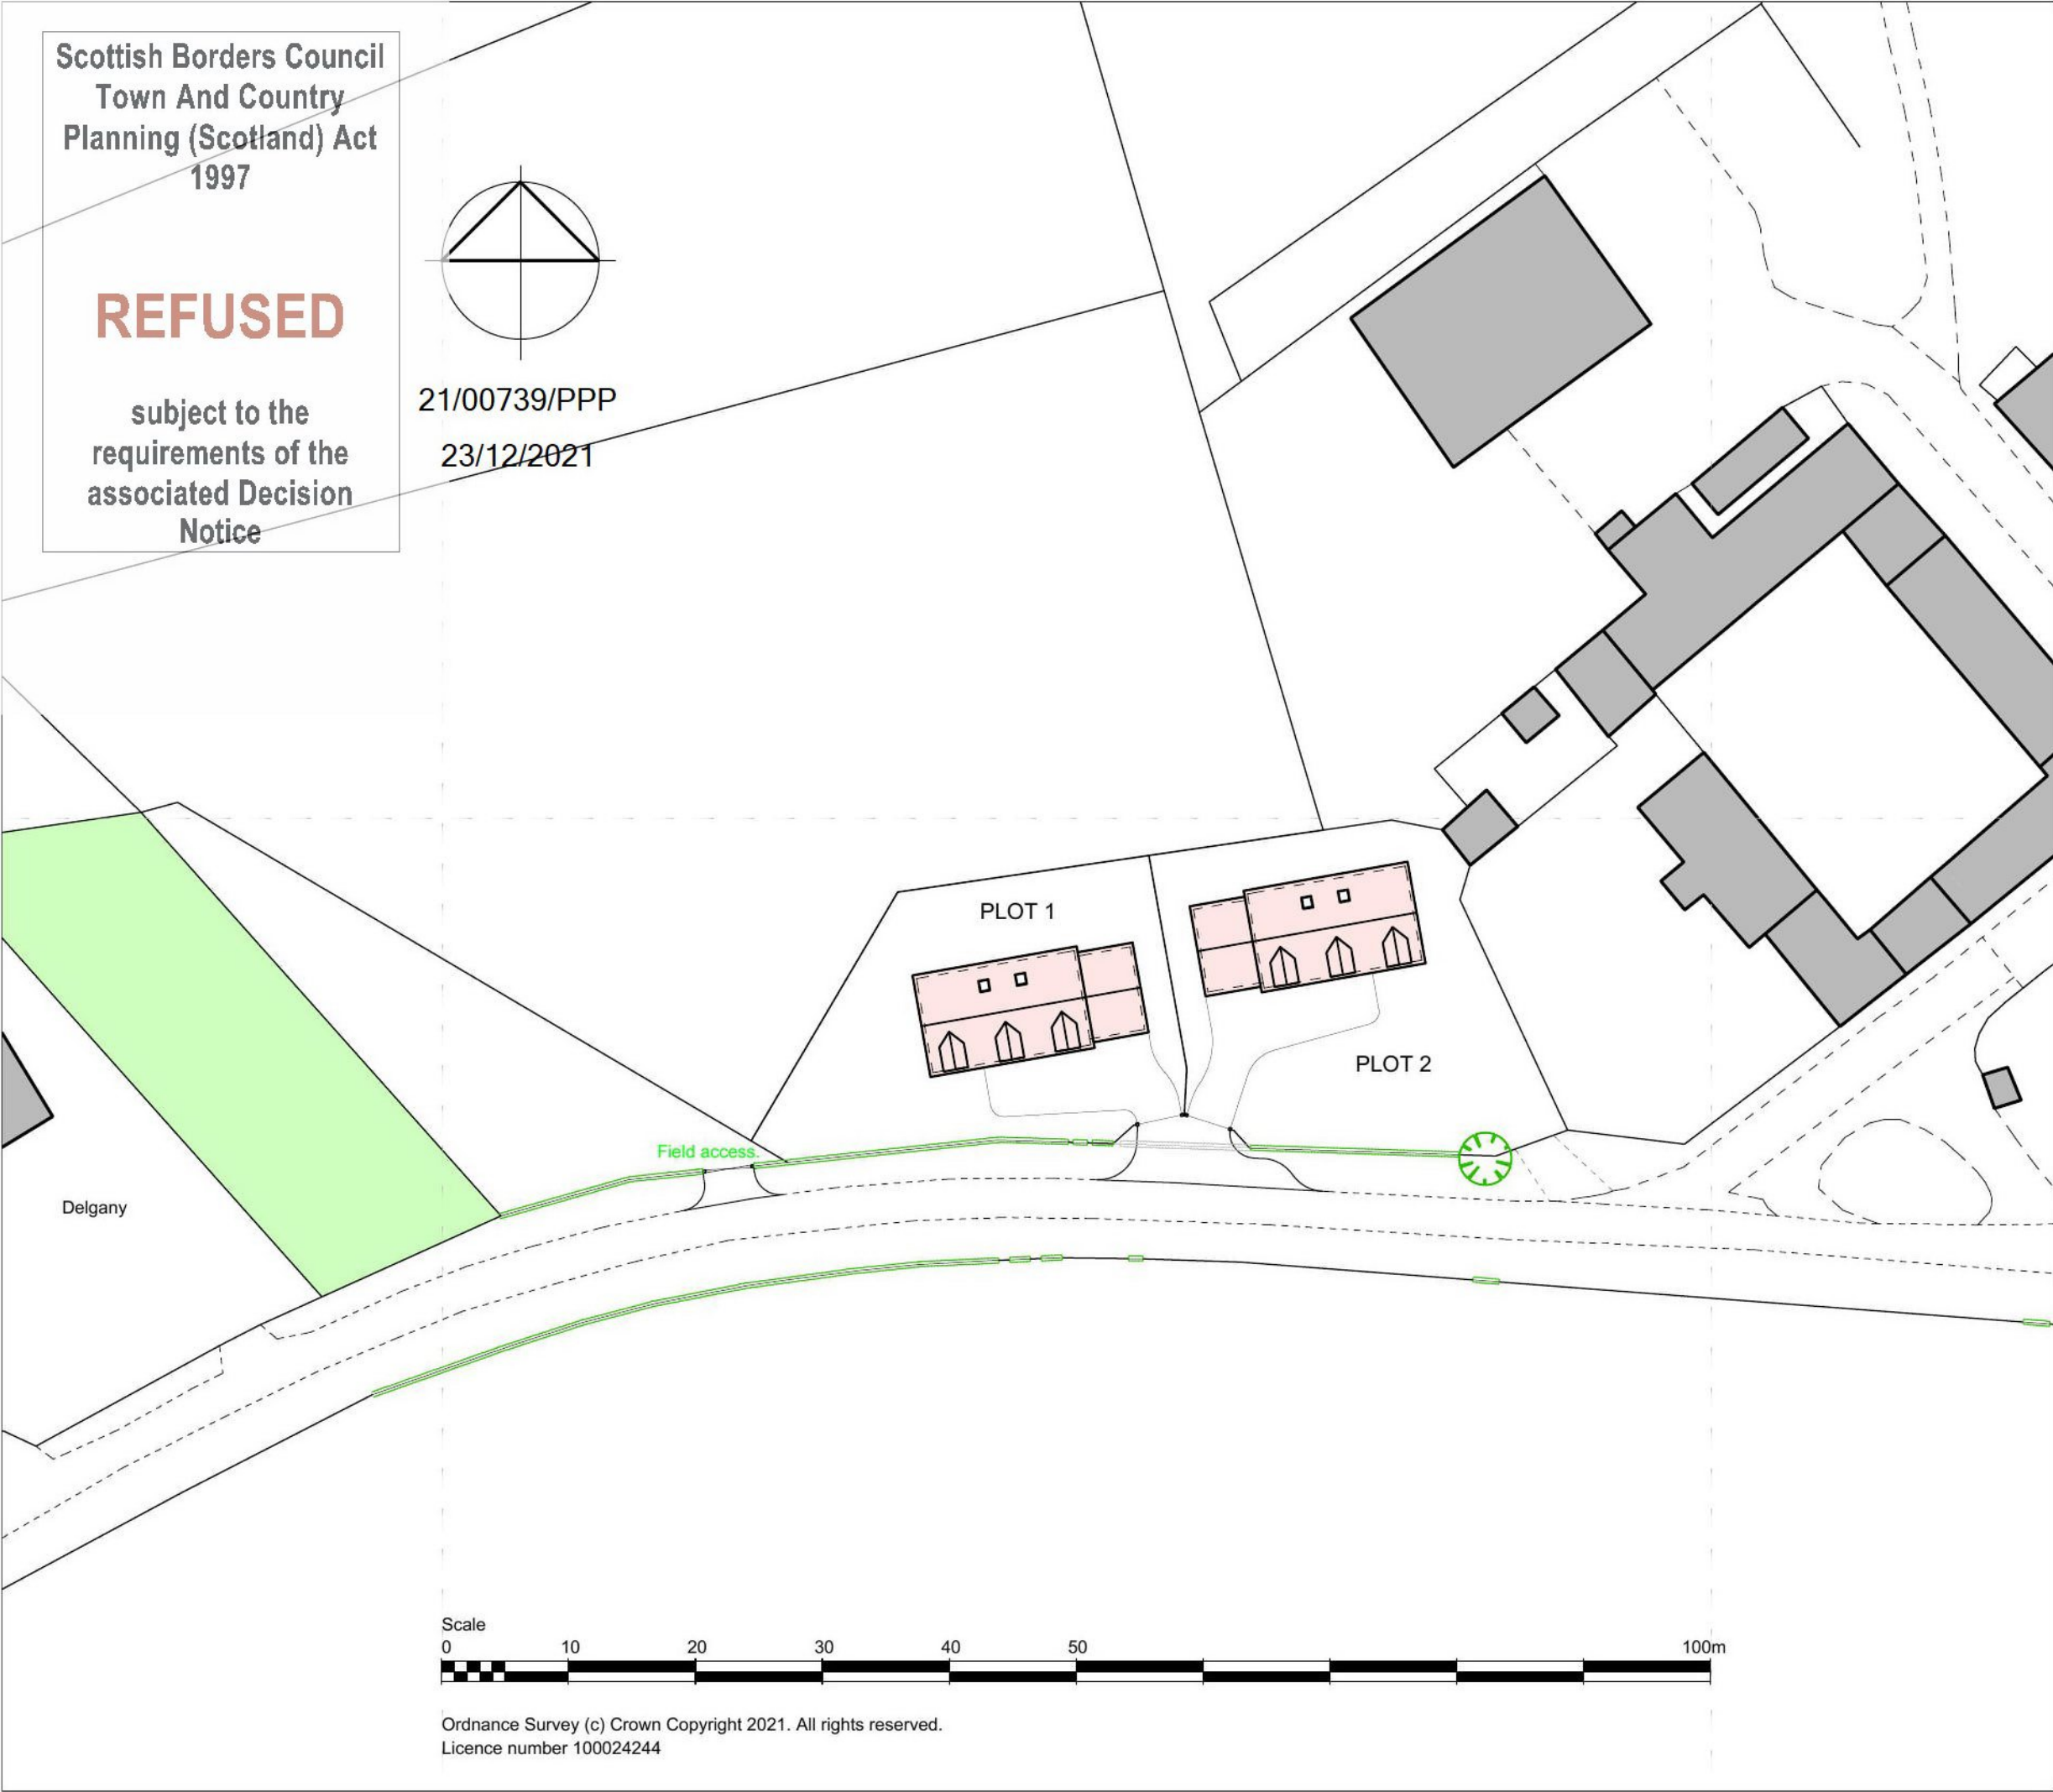 Scottish Borders Council
Town And Country
Planning (Scotland) Act
1997
REFUSED
subject to the
requirements of the
associated Decision
Notice
21/00739/PPP
23/12/2021
PLOT 1
PLOT 2
Field access.
Delgany
Scale
0 10 20 30 40 50 100m
Ordnance Survey (c) Crown Copyright 2021. All rights reserved.
Licence number 100024244